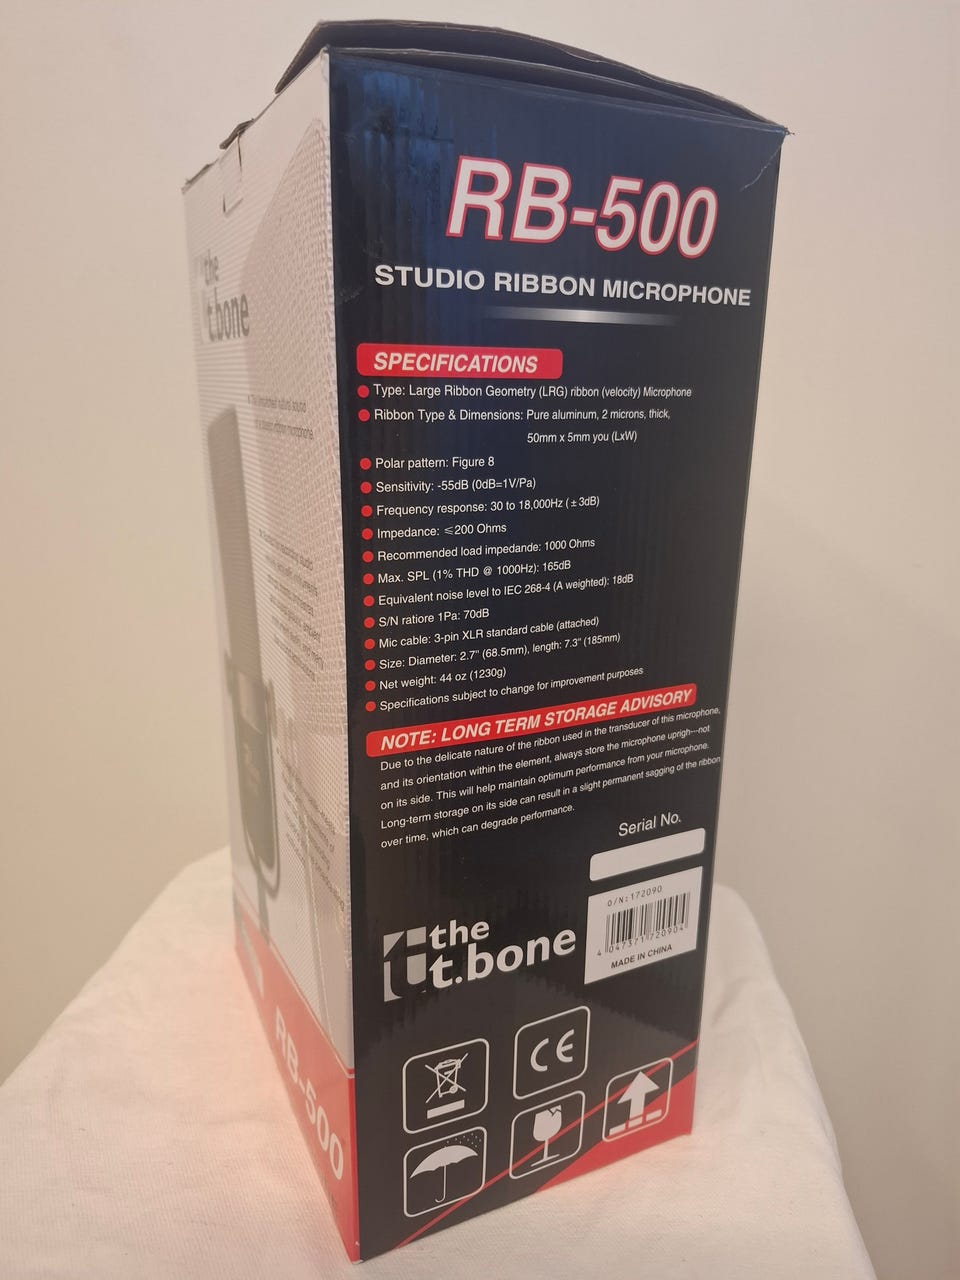 RB-500
STUDIO RIBBON MICROPHONE
SPECIFICATIONS
Type: Large Ribbon Geometry (LRG) ribbon (velocity) Microphone
Ribbon Type & Dimensions: Pure aluminum, 2 microns, thick,
50mm x 5mm you (LxW)
Polar pattern: Figure 8
Sensitivity: -55dB (0dB=1V/Pa)
Frequency response: 30 to 18,000Hz (±3dB)
Impedance: ≤200 Ohms
Recommended load impedande: 1000 Ohms
Max. SPL (1% THD @ 1000Hz): 165dB
Equivalent noise level to IEC 268-4 (A weighted): 18dB
S/N ratiore 1Pa: 70dB
Mic cable: 3-pin XLR standard cable (attached)
Size: Diameter: 2.7" (68.5mm), length: 7.3" (185mm)
Net weight: 44 oz (1230g)
Specifications subject to change for improvement purposes
NOTE: LONG TERM STORAGE ADVISORY
Due to the delicate nature of the ribbon used in the transducer of this microphone,
and its orientation within the element, always store the microphone uprigh---not
on its side. This will help maintain optimum performance from your microphone.
Long-term storage on its side can result in a slight permanent sagging of the ribbon
over time, which can degrade performance.
Serial No.
O/N:172090
4 047371 720904
MADE IN CHINA
the
t.bone
CE
the
t.bone
RB-500